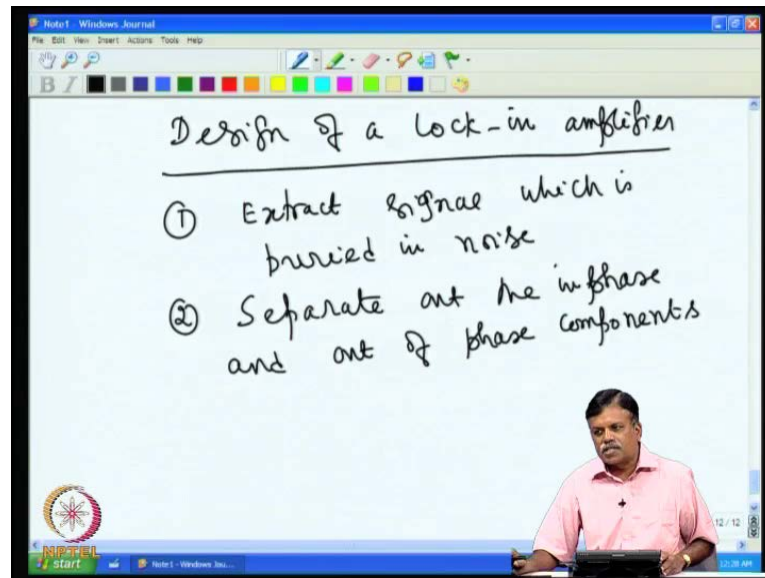 Note1 - Windows Journal
File Edit View Insert Actions Tools Help
B I
Design of a lock-in amplifier
① Extract signal which is
buried in noise
② Separate out the inphase
and out of phase components
12 / 12
NPTEL
start Note1 - Windows Jou... 12:28 AM